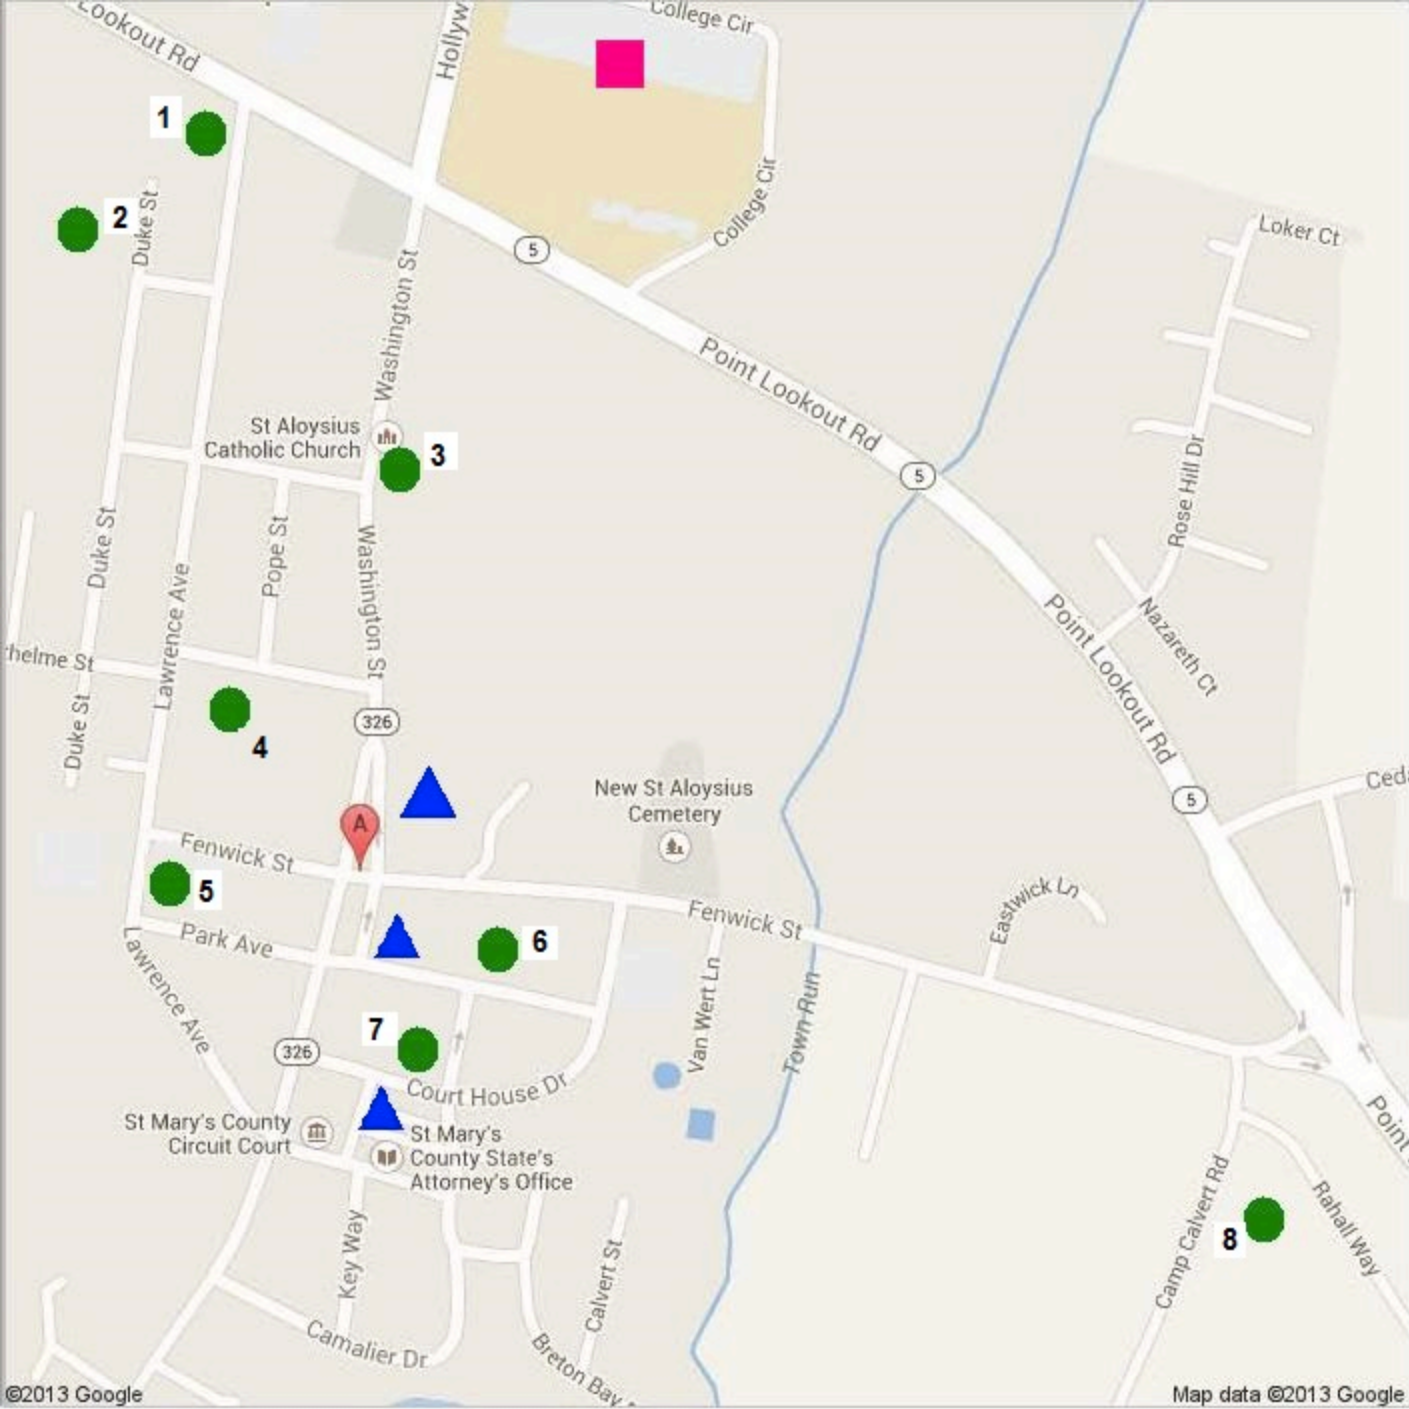 Lookout Rd
Hollyw
College Cir
1
2
Duke St
College Cir
5
Loker Ct
Washington St
Point Lookout Rd
St Aloysius
Catholic Church
3
5
Rose Hill Dr
Duke St
Pope St
Washington St
Lawrence Ave
Point Lookout Rd
Nazareth Ct
rhelme St
Duke St
4
326
5
Ceda
New St Aloysius
Cemetery
A
Fenwick St
5
Eastwick Ln
Fenwick St
Park Ave
6
Lawrence Ave
Van Wert Ln
Town Run
7
326
Court House Dr
St Mary's County
Circuit Court
St Mary's
County State's
Attorney's Office
Point
Camp Calvert Rd
Rahall Way
8
Key Way
Calvert St
Camalier Dr
Breton Bay
©2013 Google
Map data ©2013 Google